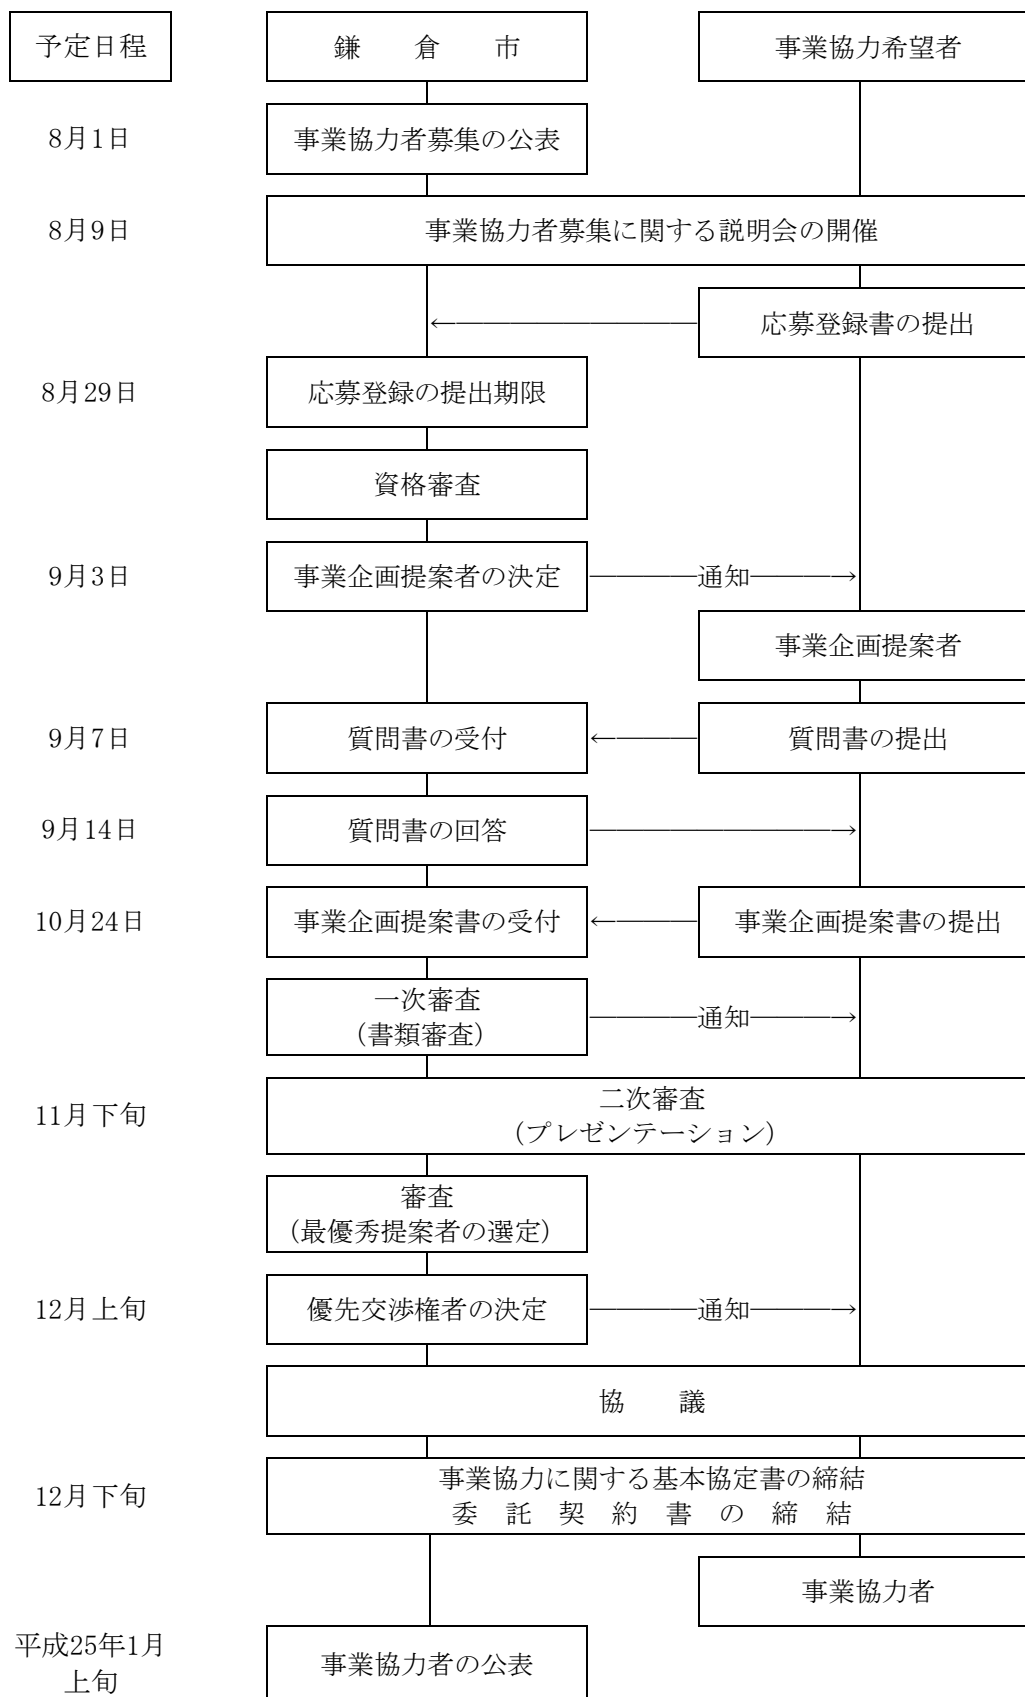 予定日程
鎌　倉　市
事業協力希望者
8月1日
事業協力者募集の公表
8月9日
事業協力者募集に関する説明会の開催
応募登録書の提出
8月29日
応募登録の提出期限
資格審査
9月3日
事業企画提案者の決定
通知
事業企画提案者
9月7日
質問書の受付
質問書の提出
9月14日
質問書の回答
10月24日
事業企画提案書の受付
事業企画提案書の提出
一次審査
(書類審査)
通知
11月下旬
二次審査
(プレゼンテーション)
審査
(最優秀提案者の選定)
12月上旬
優先交渉権者の決定
通知
協　議
12月下旬
事業協力に関する基本協定書の締結
委　託　契　約　書　の　締　結
事業協力者
平成25年1月
上旬
事業協力者の公表